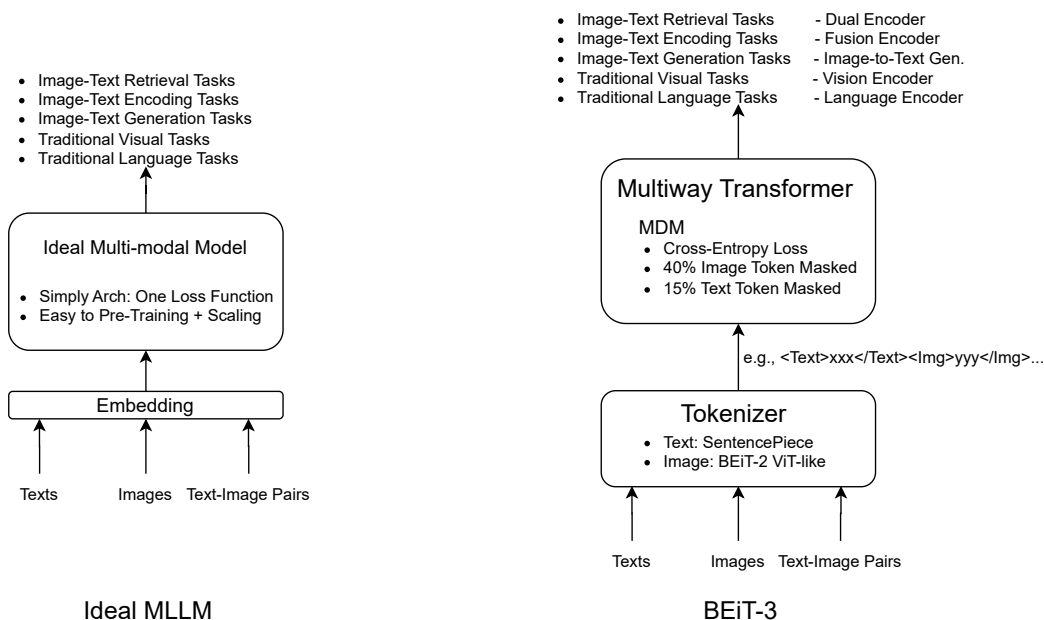 • Image-Text Retrieval Tasks
• Image-Text Encoding Tasks
• Image-Text Generation Tasks
• Traditional Visual Tasks
• Traditional Language Tasks
Ideal Multi-modal Model
• Simply Arch: One Loss Function
• Easy to Pre-Training + Scaling
Embedding
Texts
Images
Text-Image Pairs
Ideal MLLM
• Image-Text Retrieval Tasks - Dual Encoder
• Image-Text Encoding Tasks - Fusion Encoder
• Image-Text Generation Tasks - Image-to-Text Gen.
• Traditional Visual Tasks - Vision Encoder
• Traditional Language Tasks - Language Encoder
Multiway Transformer
MDM
• Cross-Entropy Loss
• 40% Image Token Masked
• 15% Text Token Masked
e.g., <Text>xxx</Text><Img>yyy</Img>...
Tokenizer
• Text: SentencePiece
• Image: BEiT-2 ViT-like
Texts
Images
Text-Image Pairs
BEiT-3